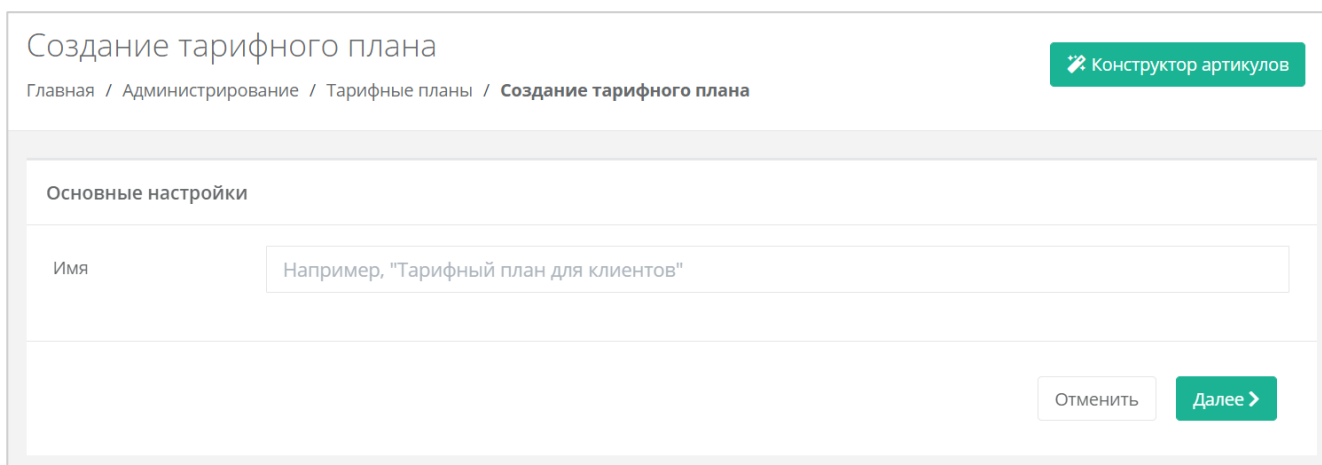 Создание тарифного плана
Конструктор артикулов
Главная / Администрирование / Тарифные планы / Создание тарифного плана
Основные настройки
Имя
Например, "Тарифный план для клиентов"
Отменить
Далее